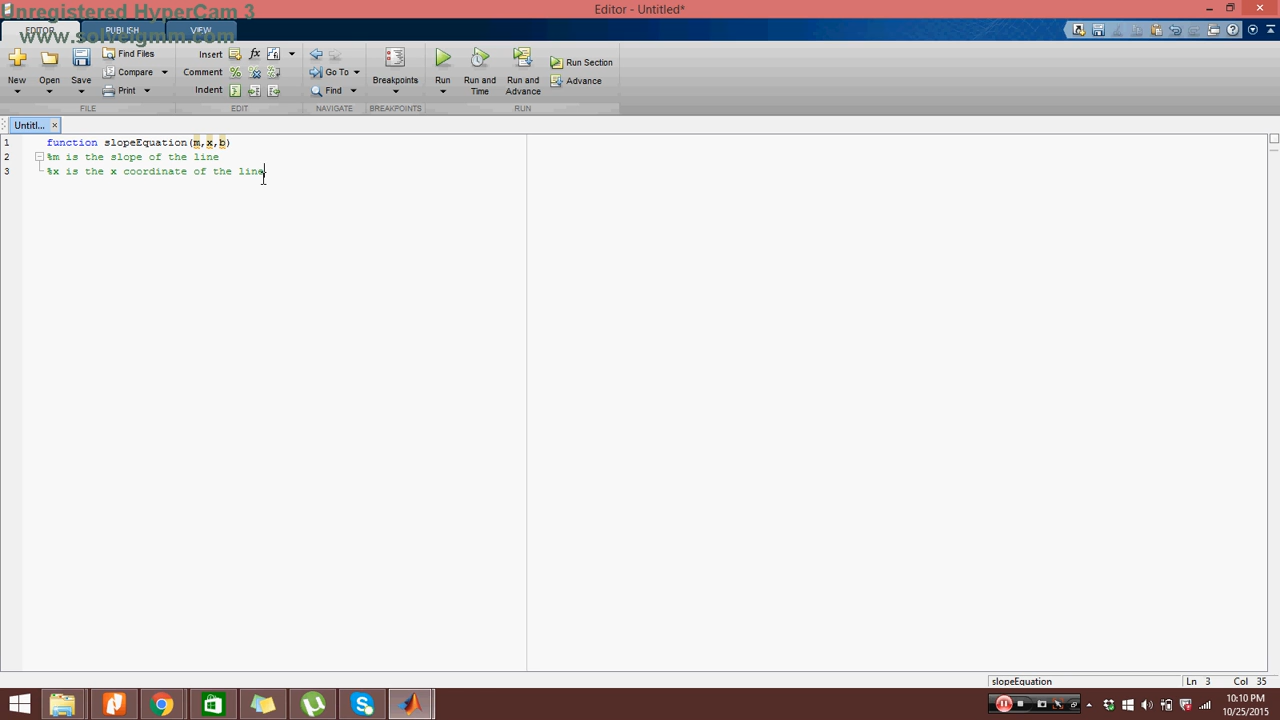 Unregistered HyperCam 3
www.solveigmm.com
Editor - Untitled*
EDITOR PUBLISH VIEW
New Open Save Find Files Compare Print
FILE
Insert fx
Comment
Indent
EDIT
Go To
Find
NAVIGATE
Breakpoints
BREAKPOINTS
Run Run and Time Run and Advance Run Section Advance
RUN
Untitl... ×
1 function slopeEquation(m,x,b)
2 %m is the slope of the line
3 %x is the x coordinate of the line
slopeEquation Ln 3 Col 35
10:10 PM
10/25/2015